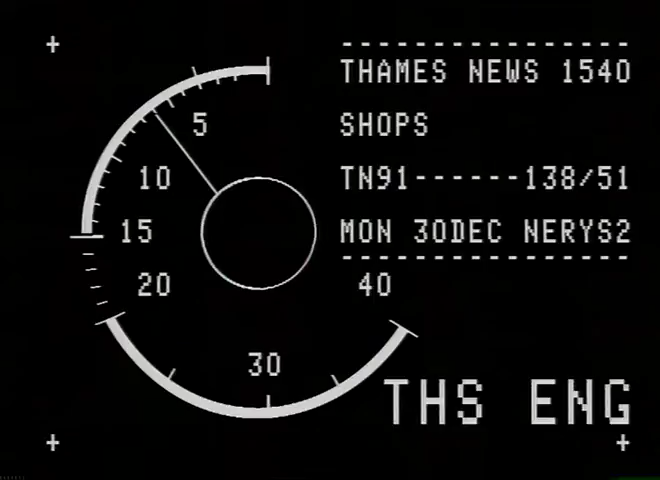 THAMES NEWS 1540
SHOPS
TN91------138/51
MON 30DEC NERYS2
5
10
15
20
30
40
THS ENG